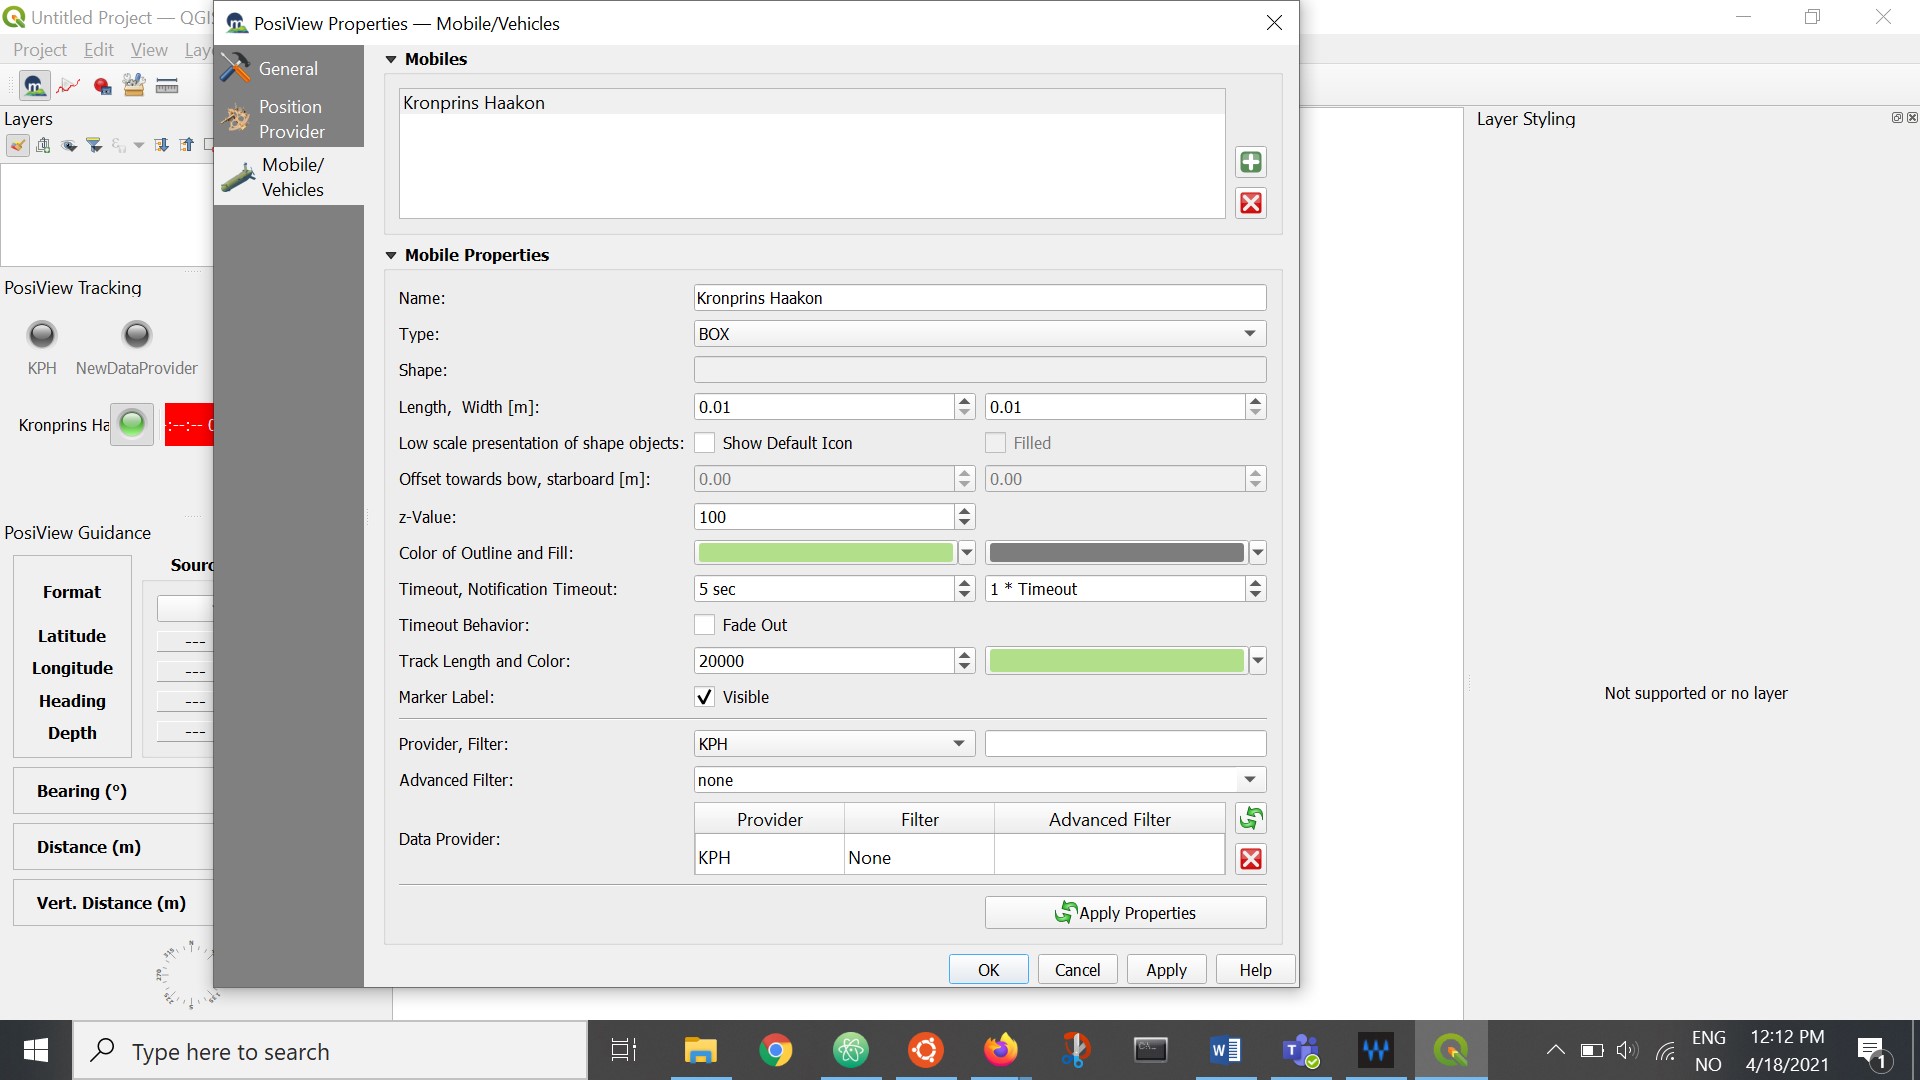 Untitled Project — QGIS
Project Edit View Lay
Layers
PosiView Tracking
KPH NewDataProvider
Kronprins Ha
:--:-- 0
PosiView Guidance
Format
Sourc
Latitude ---
Longitude ---
Heading ---
Depth ---
Bearing (°)
Distance (m)
Vert. Distance (m)
PosiView Properties — Mobile/Vehicles
General
Position
Provider
Mobile/
Vehicles
Mobiles
Kronprins Haakon
Mobile Properties
Name: Kronprins Haakon
Type: BOX
Shape:
Length, Width [m]: 0.01 0.01
Low scale presentation of shape objects: Show Default Icon Filled
Offset towards bow, starboard [m]: 0.00 0.00
z-Value: 100
Color of Outline and Fill:
Timeout, Notification Timeout: 5 sec 1 * Timeout
Timeout Behavior: Fade Out
Track Length and Color: 20000
Marker Label: Visible
Provider, Filter: KPH
Advanced Filter: none
Provider Filter Advanced Filter
Data Provider:
KPH None
Apply Properties
OK Cancel Apply Help
Layer Styling
Not supported or no layer
Type here to search
ENG
NO
12:12 PM
4/18/2021
1